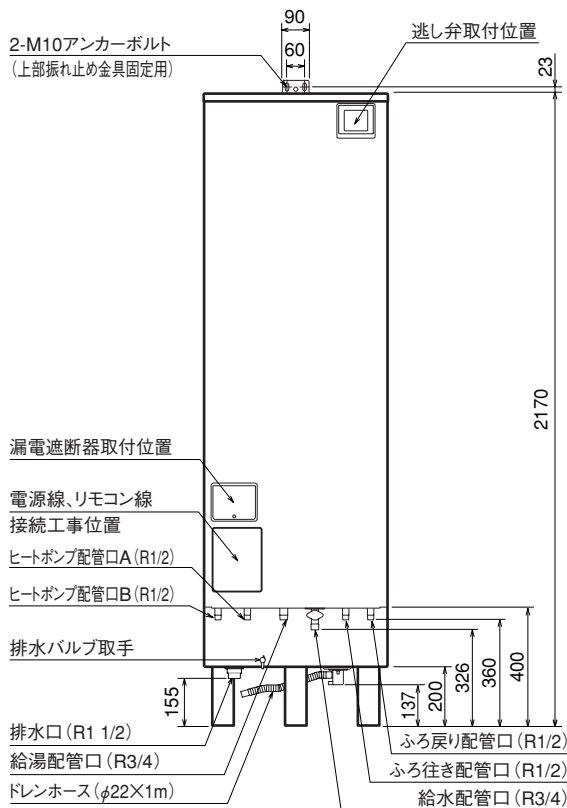 90
60
2-M10アンカーボルト
(上部振れ止め金具固定用)
逃し弁取付位置
23
2170
漏電遮断器取付位置
電源線、リモコン線
接続工事位置
ヒートポンプ配管口A(R1/2)
ヒートポンプ配管口B(R1/2)
排水バルブ取手
155
137
200
326
360
400
排水口(R1 1/2)
給湯配管口(R3/4)
ドレンホース(φ22×1m)
ふろ戻り配管口(R1/2)
ふろ往き配管口(R1/2)
給水配管口(R3/4)